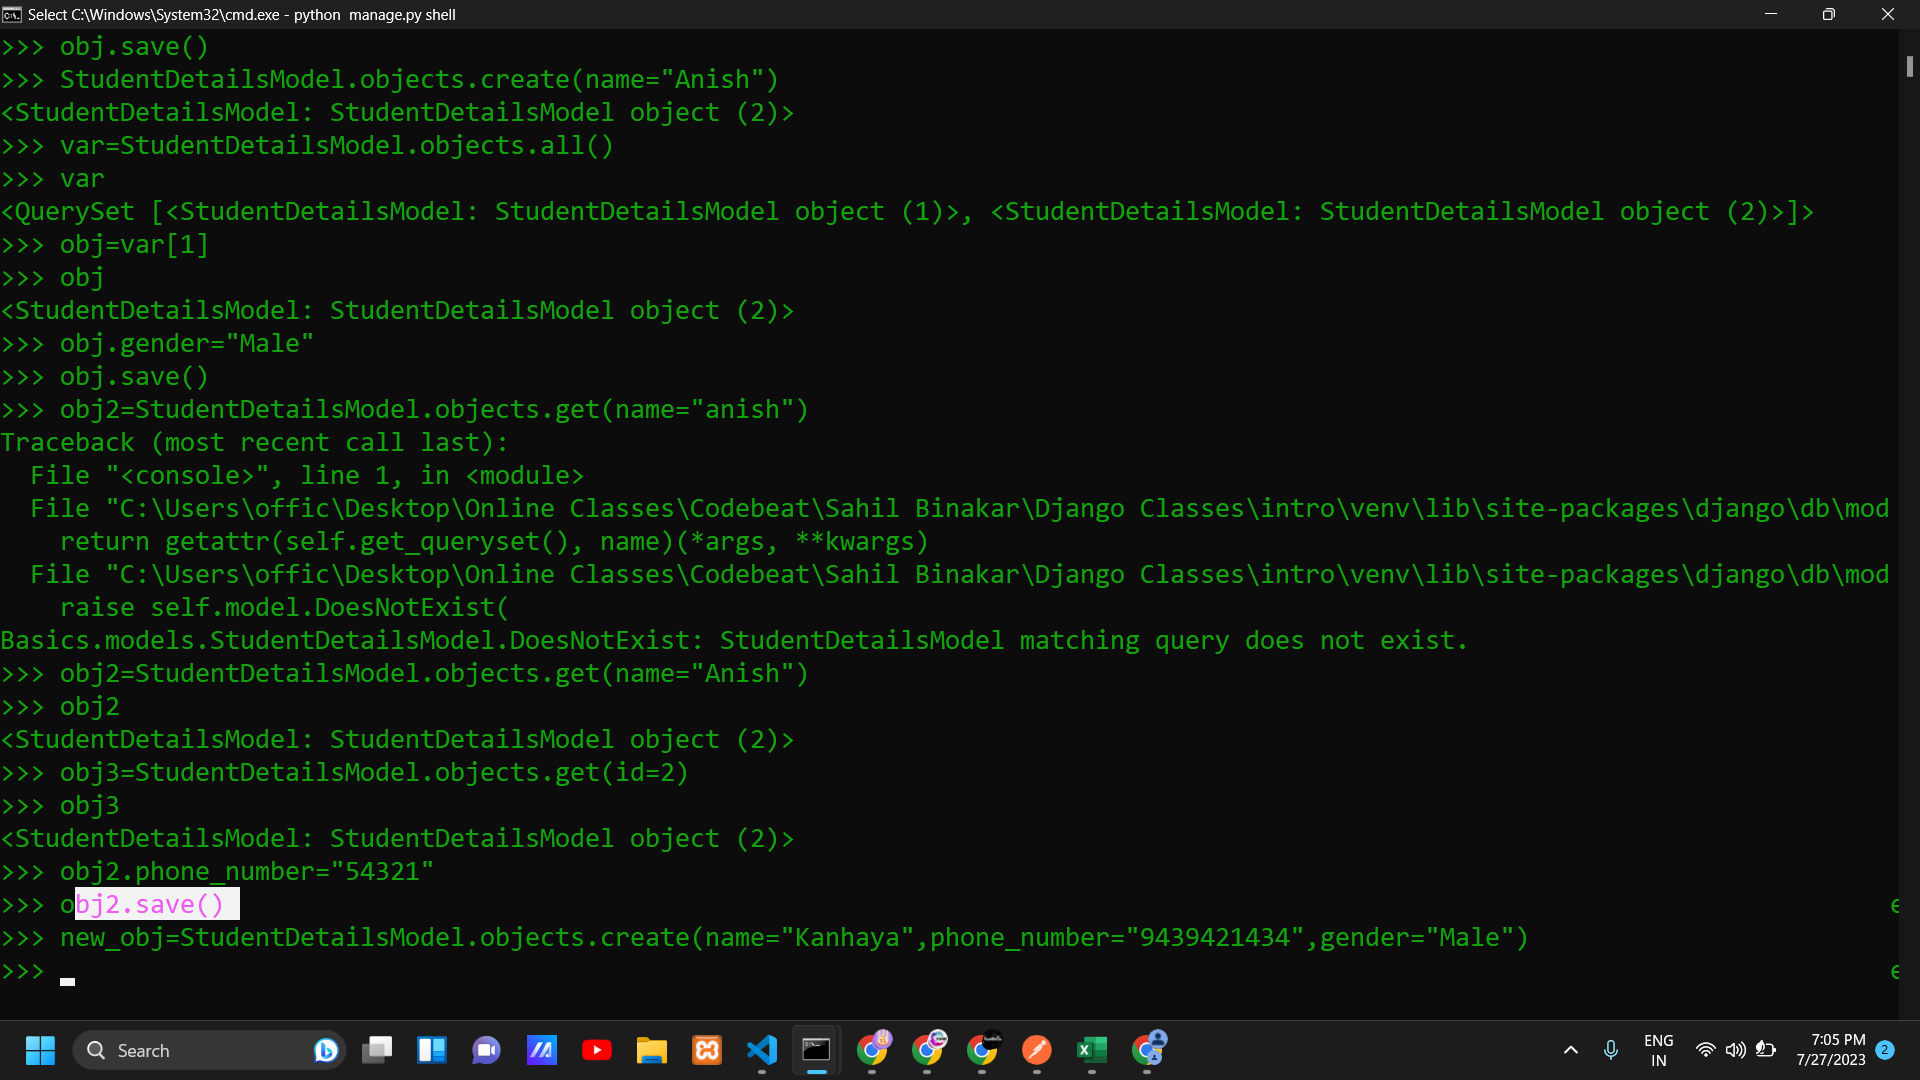 Select C:\Windows\System32\cmd.exe - python  manage.py shell
>>> obj.save()
>>> StudentDetailsModel.objects.create(name="Anish")
<StudentDetailsModel: StudentDetailsModel object (2)>
>>> var=StudentDetailsModel.objects.all()
>>> var
<QuerySet [<StudentDetailsModel: StudentDetailsModel object (1)>, <StudentDetailsModel: StudentDetailsModel object (2)>]>
>>> obj=var[1]
>>> obj
<StudentDetailsModel: StudentDetailsModel object (2)>
>>> obj.gender="Male"
>>> obj.save()
>>> obj2=StudentDetailsModel.objects.get(name="anish")
Traceback (most recent call last):
  File "<console>", line 1, in <module>
  File "C:\Users\offic\Desktop\Online Classes\Codebeat\Sahil Binakar\Django Classes\intro\venv\lib\site-packages\django\db\mod
    return getattr(self.get_queryset(), name)(*args, **kwargs)
  File "C:\Users\offic\Desktop\Online Classes\Codebeat\Sahil Binakar\Django Classes\intro\venv\lib\site-packages\django\db\mod
    raise self.model.DoesNotExist(
Basics.models.StudentDetailsModel.DoesNotExist: StudentDetailsModel matching query does not exist.
>>> obj2=StudentDetailsModel.objects.get(name="Anish")
>>> obj2
<StudentDetailsModel: StudentDetailsModel object (2)>
>>> obj3=StudentDetailsModel.objects.get(id=2)
>>> obj3
<StudentDetailsModel: StudentDetailsModel object (2)>
>>> obj2.phone_number="54321"
>>> obj2.save()
>>> new_obj=StudentDetailsModel.objects.create(name="Kanhaya",phone_number="9439421434",gender="Male")
>>>
Search
ENG
IN
7:05 PM
7/27/2023
2